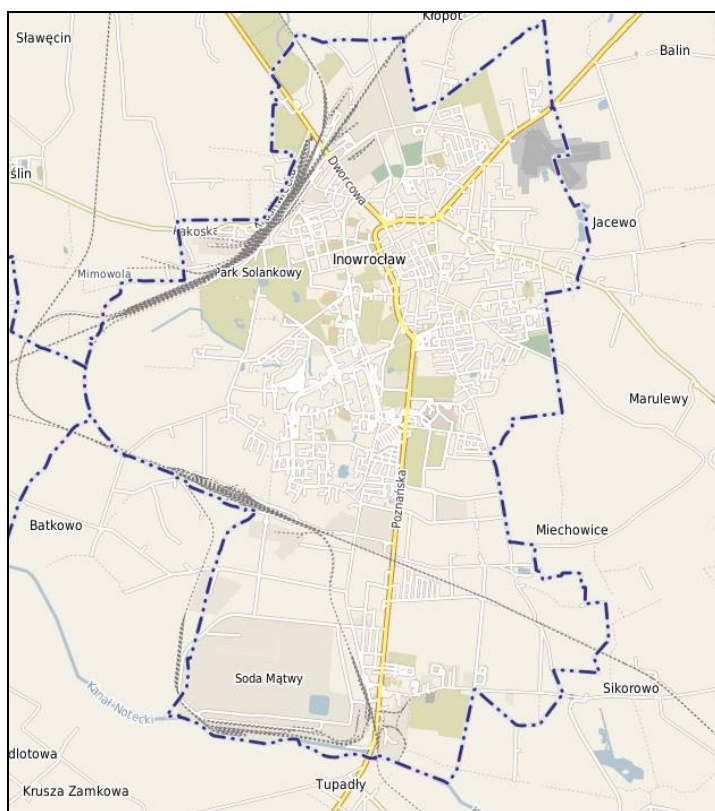 Kłopot
Sławęcin
Balin
ślin
Dworcowa
Jacewo
Pakoska
Inowrocław
Mimowola
Park Solankowy
Marulewy
Poznańska
Batkowo
Miechowice
Soda Mątwy
Sikorowo
Kanał-Notecki
dlotowa
Tupadły
Krusza Zamkowa